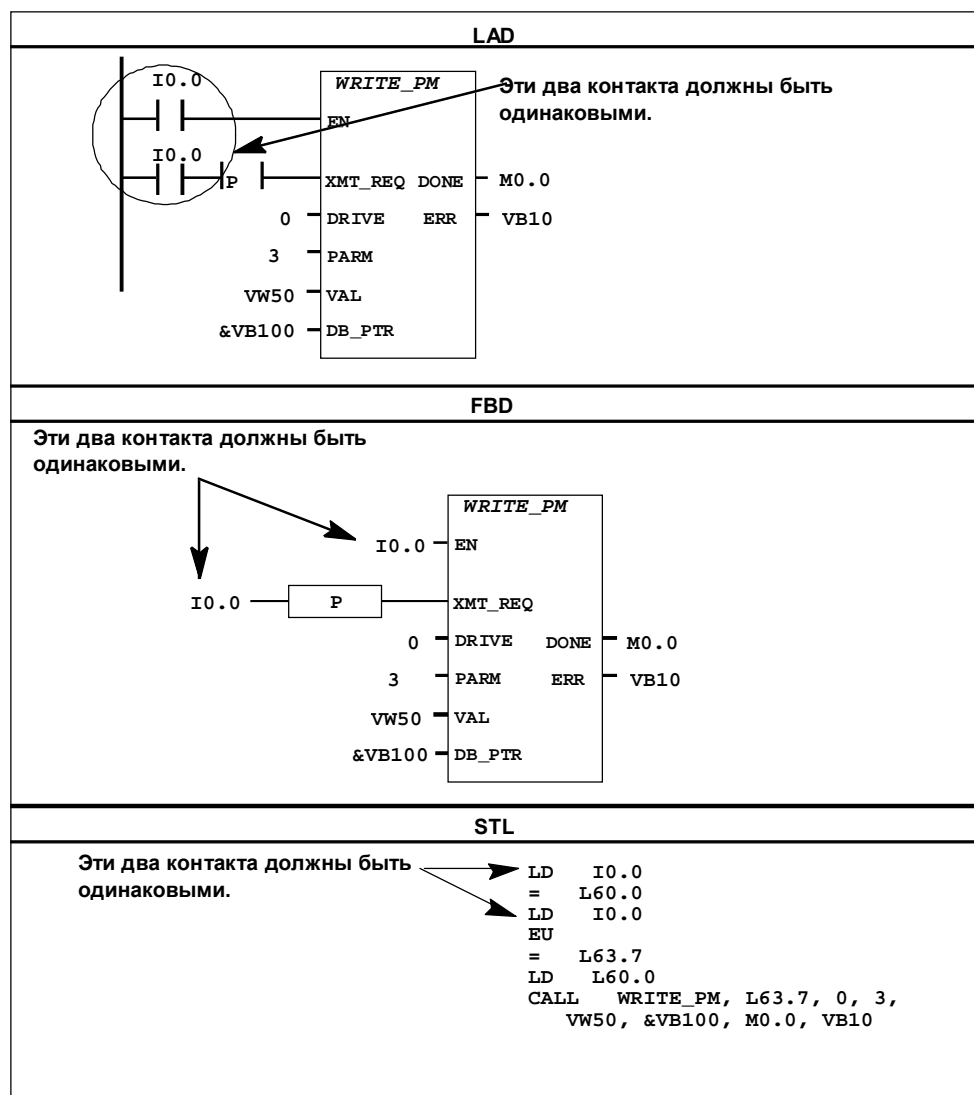 LAD
I0.0
WRITE_PM
Эти два контакта должны быть
одинаковыми.
EN
I0.0
P
XMT_REQ DONE M0.0
0 DRIVE ERR VB10
3 PARM
VW50 VAL
&VB100 DB_PTR
FBD
Эти два контакта должны быть
одинаковыми.
WRITE_PM
I0.0 EN
I0.0 P XMT_REQ
0 DRIVE DONE M0.0
3 PARM ERR VB10
VW50 VAL
&VB100 DB_PTR
STL
Эти два контакта должны быть
одинаковыми.
LD I0.0
= L60.0
LD I0.0
EU
= L63.7
LD L60.0
CALL WRITE_PM, L63.7, 0, 3,
VW50, &VB100, M0.0, VB10